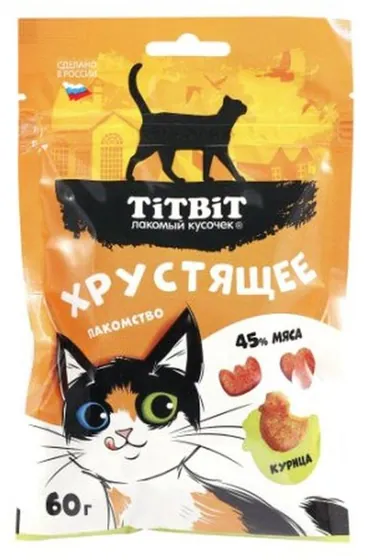 СДЕЛАНО
В РОССИИ
TiTBiT
лакомый кусочек®
ХРУСТЯЩЕЕ
ЛАКОМСТВО
45% МЯСА
КУРИЦА
60г